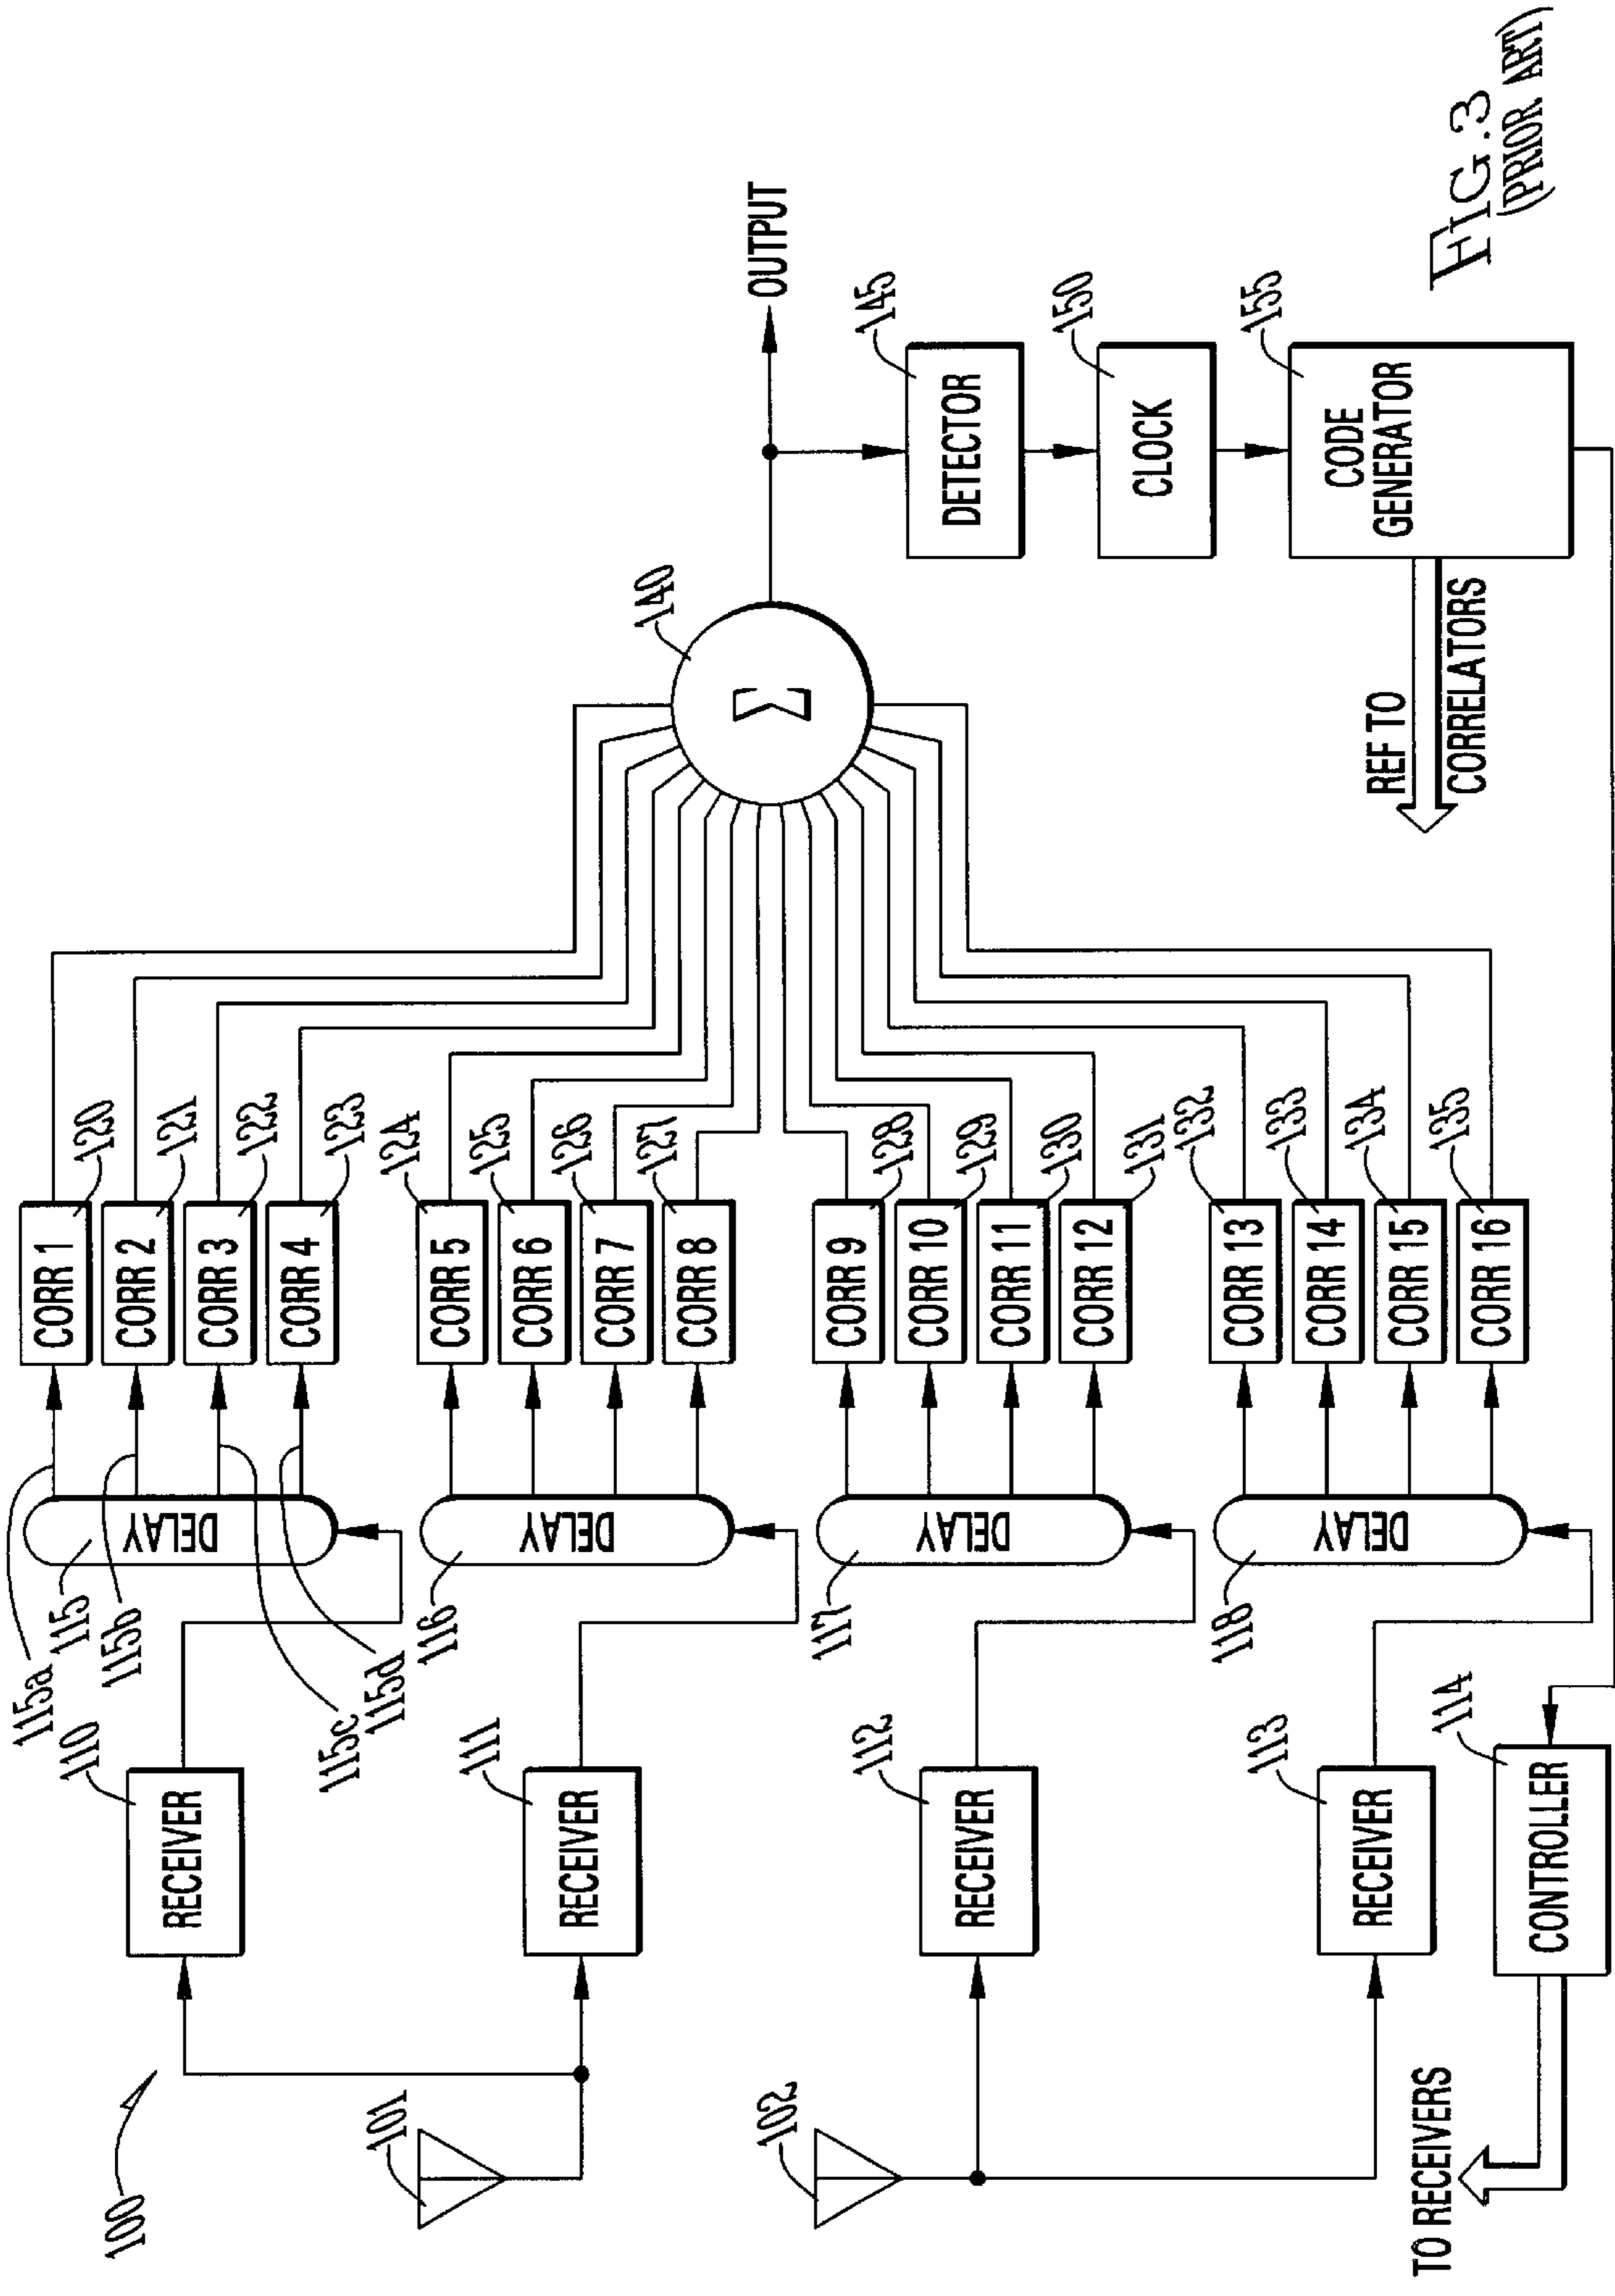 100
101
102
TO RECEIVERS
110
RECEIVER
111
RECEIVER
112
RECEIVER
113
RECEIVER
114
CONTROLLER
115a
115
115b
115c
115d
DELAY
116
DELAY
117
DELAY
118
DELAY
CORR 1
120
CORR 2
121
CORR 3
122
CORR 4
123
CORR 5
124
CORR 6
125
CORR 7
126
CORR 8
127
CORR 9
128
CORR 10
129
CORR 11
130
CORR 12
131
CORR 13
132
CORR 14
133
CORR 15
134
CORR 16
135
140
Σ
OUTPUT
145
DETECTOR
150
CLOCK
155
CODE
GENERATOR
REF TO
CORRELATORS
FIG.3
(PRIOR ART)